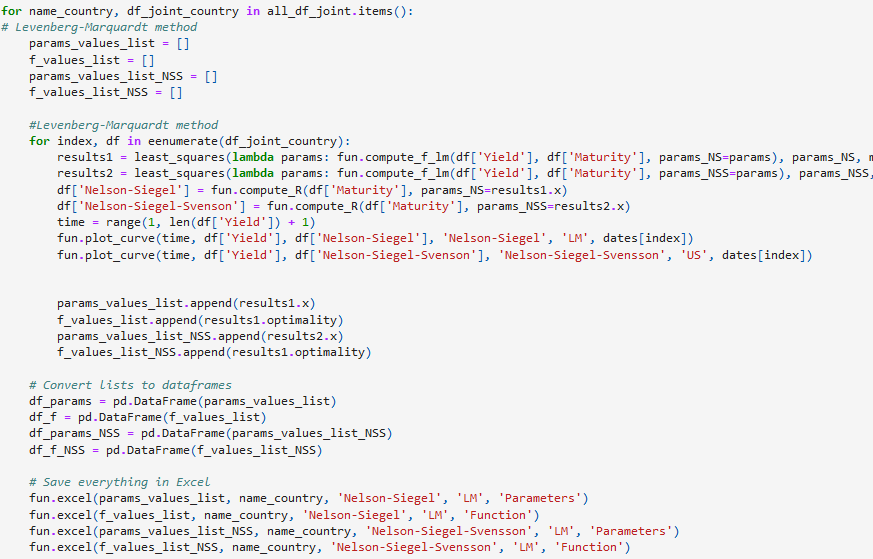 for name_country, df_joint_country in all_df_joint.items():
# Levenberg-Marquardt method
    params_values_list = []
    f_values_list = []
    params_values_list_NSS = []
    f_values_list_NSS = []

    #Levenberg-Marquardt method
    for index, df in eenumerate(df_joint_country):
        results1 = least_squares(lambda params: fun.compute_f_lm(df['Yield'], df['Maturity'], params_NS=params), params_NS, m
        results2 = least_squares(lambda params: fun.compute_f_lm(df['Yield'], df['Maturity'], params_NSS=params), params_NSS,
        df['Nelson-Siegel'] = fun.compute_R(df['Maturity'], params_NS=results1.x)
        df['Nelson-Siegel-Svenson'] = fun.compute_R(df['Maturity'], params_NSS=results2.x)
        time = range(1, len(df['Yield']) + 1)
        fun.plot_curve(time, df['Yield'], df['Nelson-Siegel'], 'Nelson-Siegel', 'LM', dates[index])
        fun.plot_curve(time, df['Yield'], df['Nelson-Siegel-Svenson'], 'Nelson-Siegel-Svensson', 'US', dates[index])


        params_values_list.append(results1.x)
        f_values_list.append(results1.optimality)
        params_values_list_NSS.append(results2.x)
        f_values_list_NSS.append(results1.optimality)

    # Convert lists to dataframes
    df_params = pd.DataFrame(params_values_list)
    df_f = pd.DataFrame(f_values_list)
    df_params_NSS = pd.DataFrame(params_values_list_NSS)
    df_f_NSS = pd.DataFrame(f_values_list_NSS)

    # Save everything in Excel
    fun.excel(params_values_list, name_country, 'Nelson-Siegel', 'LM', 'Parameters')
    fun.excel(f_values_list, name_country, 'Nelson-Siegel', 'LM', 'Function')
    fun.excel(params_values_list_NSS, name_country, 'Nelson-Siegel-Svensson', 'LM', 'Parameters')
    fun.excel(f_values_list_NSS, name_country, 'Nelson-Siegel-Svensson', 'LM', 'Function')